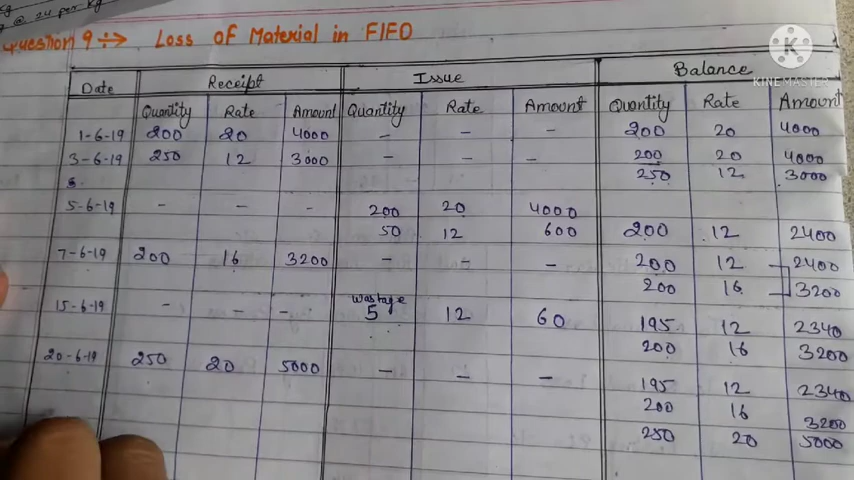 @ 24 per kg
Question 9 ÷→ Loss of Material in FIFO
KINEMASTER
Date Receipt Issue Balance
Quantity Rate Amount Quantity Rate Amount Quantity Rate Amount
1-6-19 200 20 4000 - - - 200 20 4000
3-6-19 250 12 3000 - - - 200 20 4000
250 12 3000
5-6-19 - - - 200 20 4000
50 12 600 200 12 2400
7-6-19 200 16 3200 - - - 200 12 2400
200 16 3200
15-6-19 - - - Wastage 5 12 60 195 12 2340
200 16 3200
20-6-19 250 20 5000 - - - 195 12 2340
200 16 3200
250 20 5000